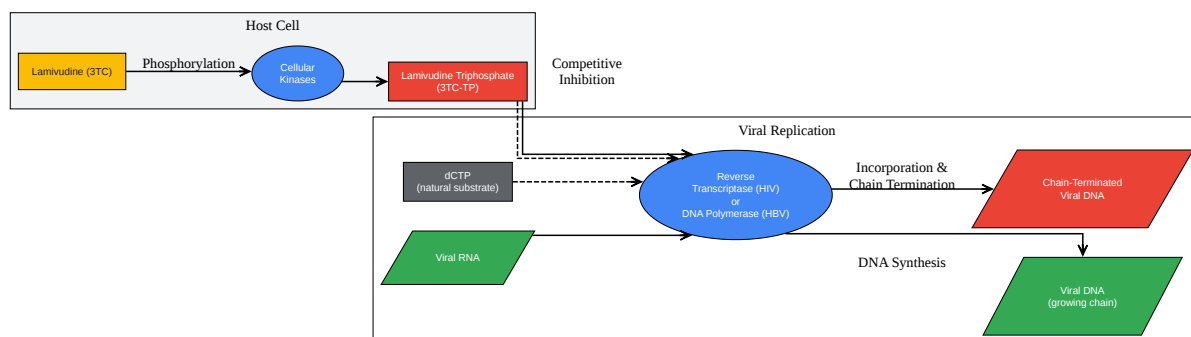 Host Cell
Lamivudine (3TC)
Phosphorylation
Cellular
Kinases
Lamivudine Triphosphate
(3TC-TP)
Competitive
Inhibition
Viral Replication
dCTP
(natural substrate)
Reverse
Transcriptase (HIV)
or
DNA Polymerase (HBV)
Incorporation &
Chain Termination
Chain-Terminated
Viral DNA
Viral RNA
DNA Synthesis
Viral DNA
(growing chain)